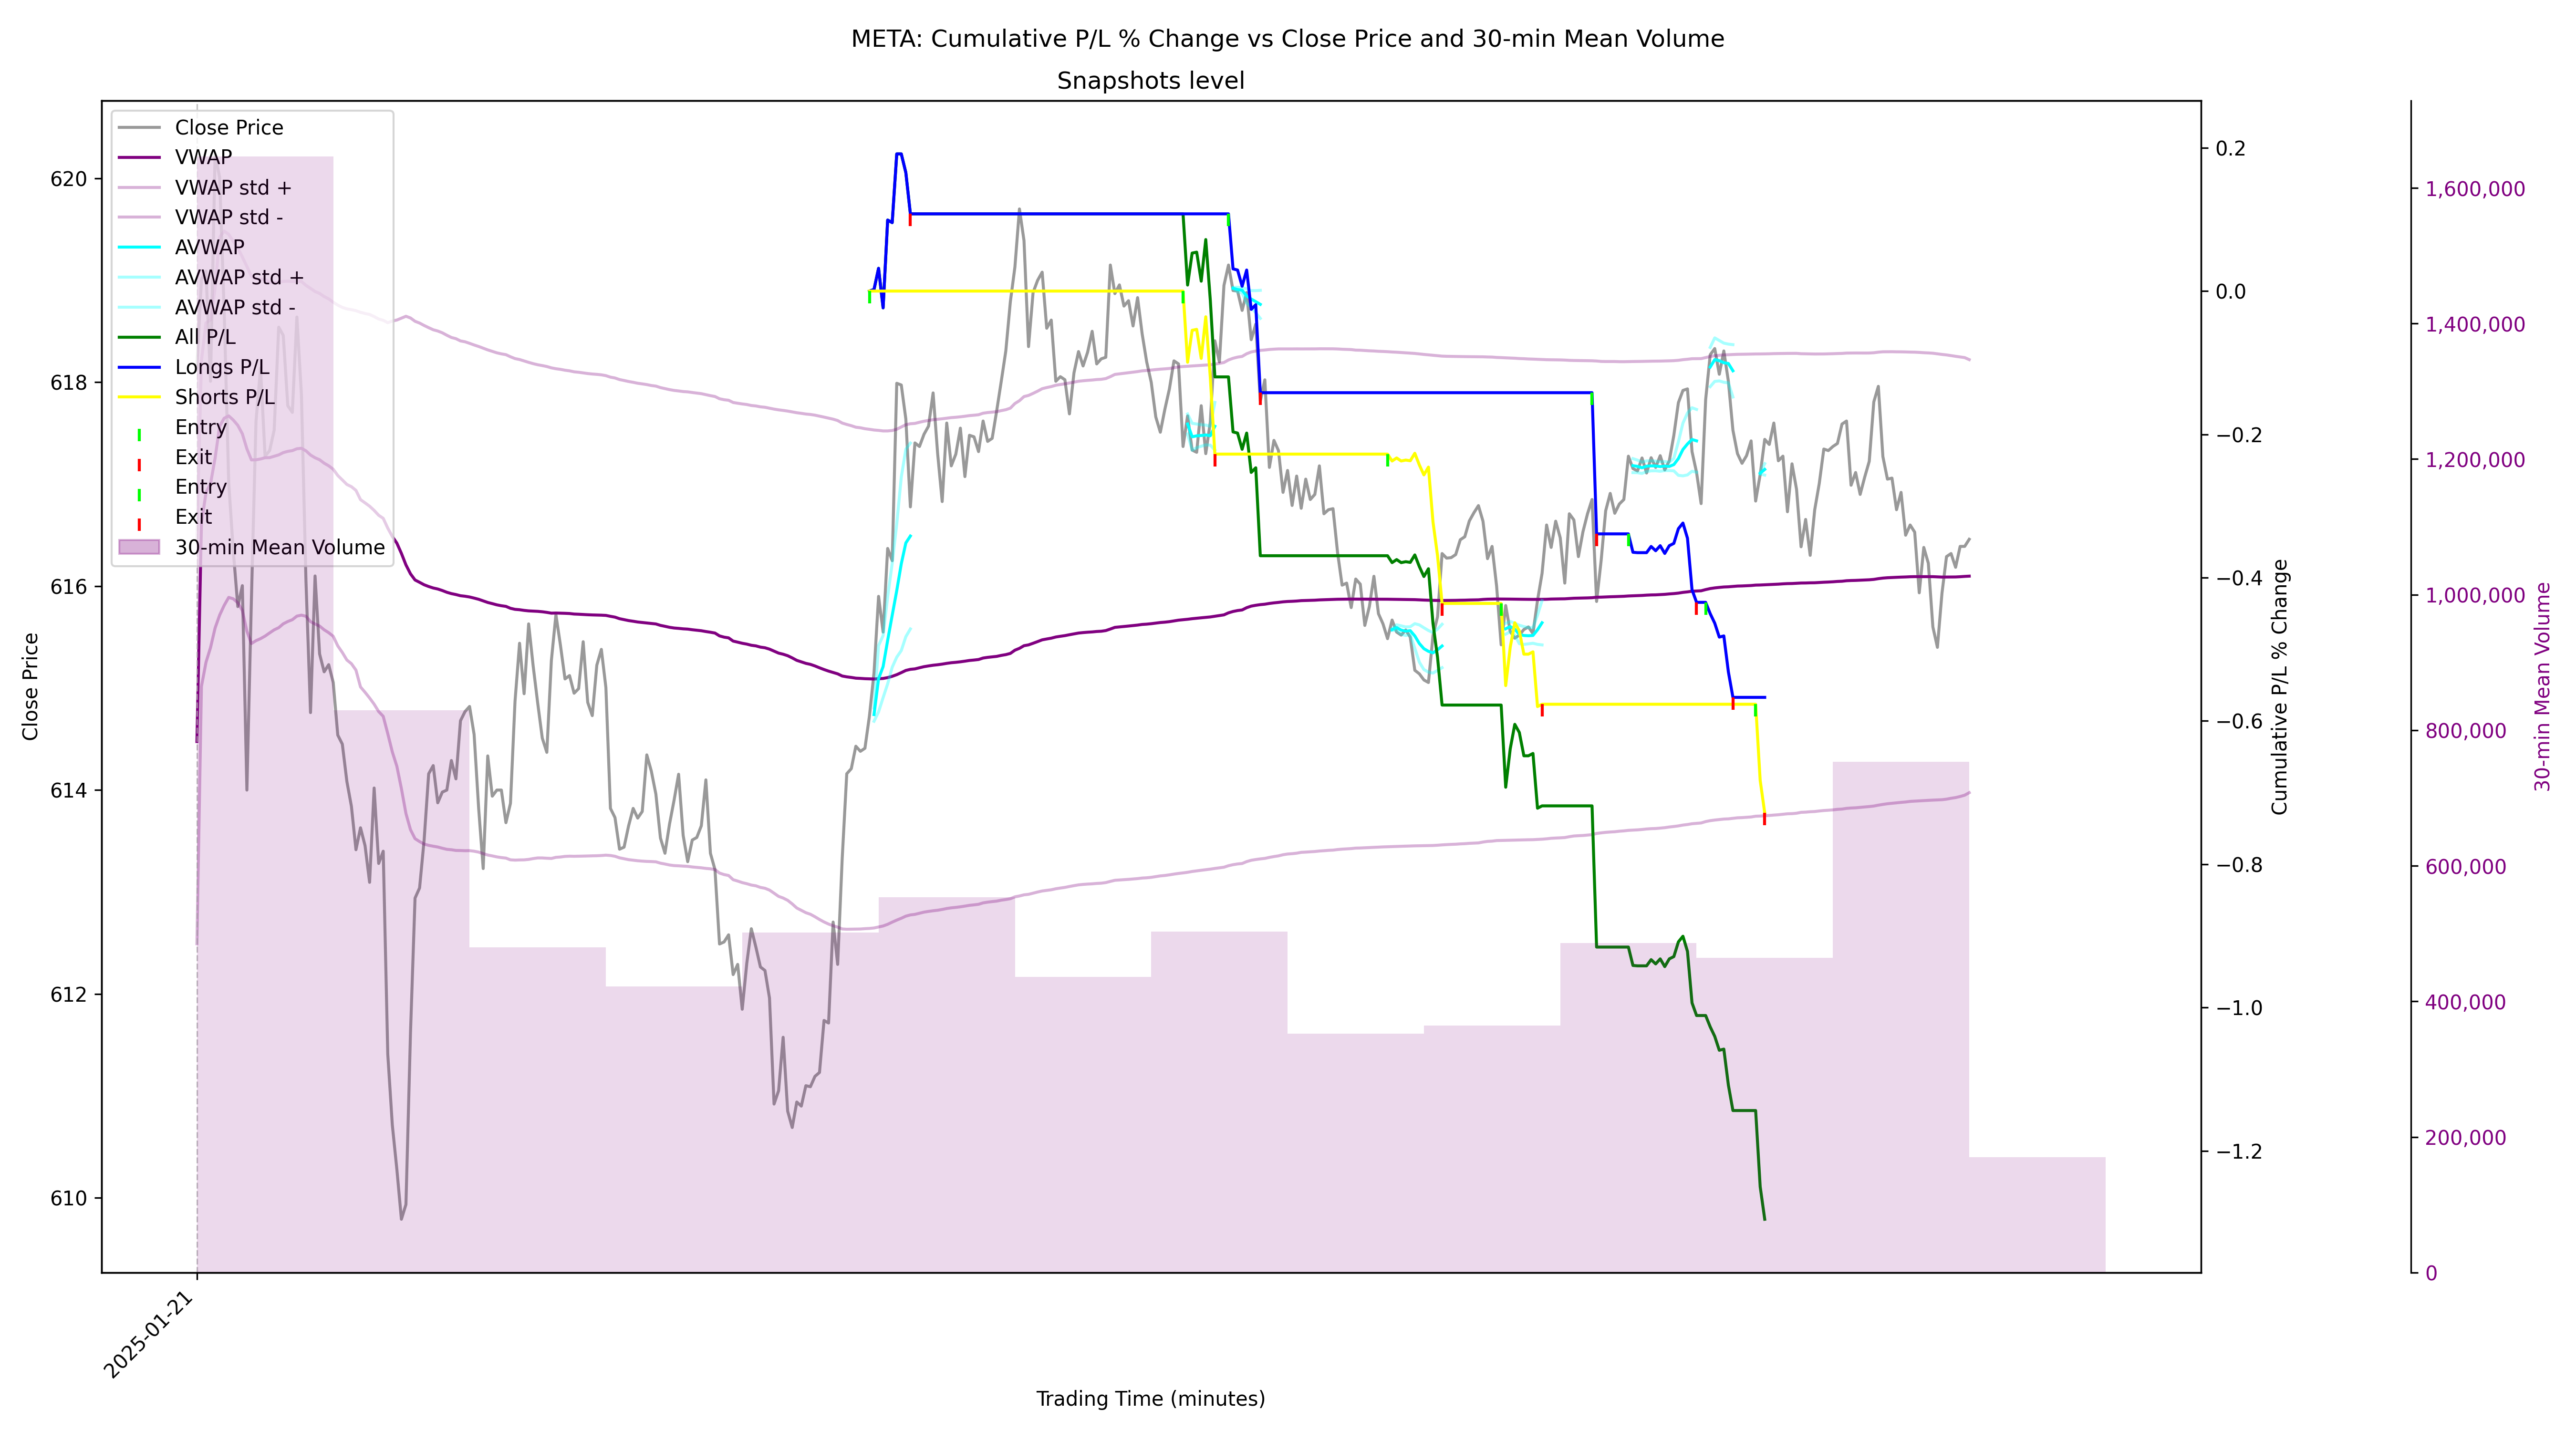 META: Cumulative P/L % Change vs Close Price and 30-min Mean Volume
Snapshots level
Close Price
VWAP
VWAP std +
VWAP std -
AVWAP
AVWAP std +
AVWAP std -
All P/L
Longs P/L
Shorts P/L
Entry
Exit
Entry
Exit
30-min Mean Volume
620
618
616
614
612
610
Close Price
0.2
0.0
−0.2
−0.4
−0.6
−0.8
−1.0
−1.2
Cumulative P/L % Change
1,600,000
1,400,000
1,200,000
1,000,000
800,000
600,000
400,000
200,000
0
30-min Mean Volume
2025-01-21
Trading Time (minutes)